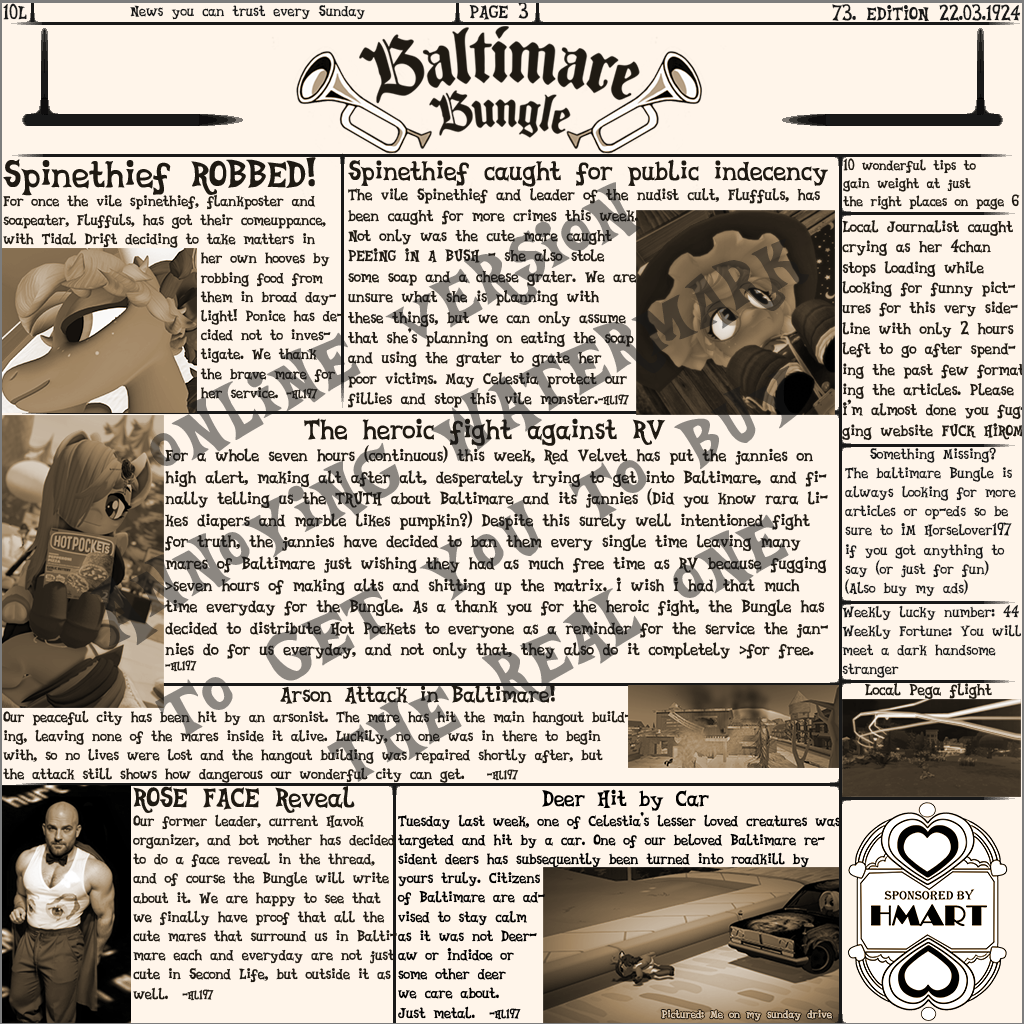 10L
News you can trust every Sunday
PAGE 3
73. EDITION 22.03.1924
Baltimare
Bungle
Spinethief ROBBED!
For once the vile spinethief, flankposter and
soapeater, Fluffuls, has got their comeuppance,
with Tidal Drift deciding to take matters in
her own hooves by
robbing food from
them in broad day-
light! Ponice has de-
cided not to inves-
tigate. We thank
the brave mare for
her service. -HL197
Spinethief caught for public indecency
The vile Spinethief and leader of the nudist cult, Fluffuls, has
been caught for more crimes this week.
Not only was the cute mare caught
PEEING IN A BUSH - she also stole
some soap and a cheese grater. We are
unsure what she is planning with
these things, but we can only assume
that she's planning on eating the soap
and using the grater to grate her
poor victims. May Celestia protect our
fillies and stop this vile monster.-HL197
10 wonderful tips to
gain weight at just
the right places on page 6
Local Journalist caught
crying as her 4chan
stops loading while
looking for funny pict-
ures for this very side-
line with only 2 hours
left to go after spend-
ing the past few format
ing the articles. Please
i'm almost done you fug
ging website FUCK HIROM
The heroic fight against RV
For a whole seven hours (continuous) this week, Red Velvet has put the jannies on
high alert, making alt after alt, desperately trying to get into Baltimare, and fi-
nally telling us the TRUTH about Baltimare and its jannies (Did you know rara li-
kes diapers and marble likes pumpkin?) Despite this surely well intentioned fight
for truth, the jannies have decided to ban them every single time leaving many
mares of Baltimare just wishing they had as much free time as RV because fugging
>seven hours of making alts and shitting up the matrix. i wish i had that much
time everyday for the Bungle. As a thank you for the heroic fight, the Bungle has
decided to distribute Hot Pockets to everyone as a reminder for the service the jan-
nies do for us everyday, and not only that, they also do it completely >for free.
-HL197
HOTPOCKETS
Something Missing?
The baltimare Bungle is
always looking for more
articles or op-eds so be
sure to iM Horselover197
if you got anything to
say (or just for fun)
(Also buy my ads)
Weekly lucky number: 44
Weekly Fortune: You will
meet a dark handsome
stranger
Arson Attack in Baltimare!
Our peaceful city has been hit by an arsonist. The mare has hit the main hangout build-
ing, leaving none of the mares inside it alive. Luckily, no one was in there to begin
with, so no lives were lost and the hangout building was repaired shortly after, but
the attack still shows how dangerous our wonderful city can get. -HL197
Local Pega flight
ROSE FACE Reveal
Our former leader, current Havok
organizer, and bot mother has decided
to do a face reveal in the thread,
and of course the Bungle will write
about it. We are happy to see that
we finally have proof that all the
cute mares that surround us in Balti-
mare each and everyday are not just
cute in Second Life, but outside it as
well. -HL197
Deer Hit by Car
Tuesday last week, one of Celestia's lesser loved creatures was
targeted and hit by a car. One of our beloved Baltimare re-
sident deers has subsequently been turned into roadkill by
yours truly. Citizens
of Baltimare are ad-
vised to stay calm
as it was not Deer-
aw or indidoe or
some other deer
we care about.
Just metal. -HL197
Pictured: Me on my sunday drive
SPONSORED BY
HMART
ONLINE VERSION
ANNOYING WATERMARK
TO GET YOU TO BUY
THE REAL ONE